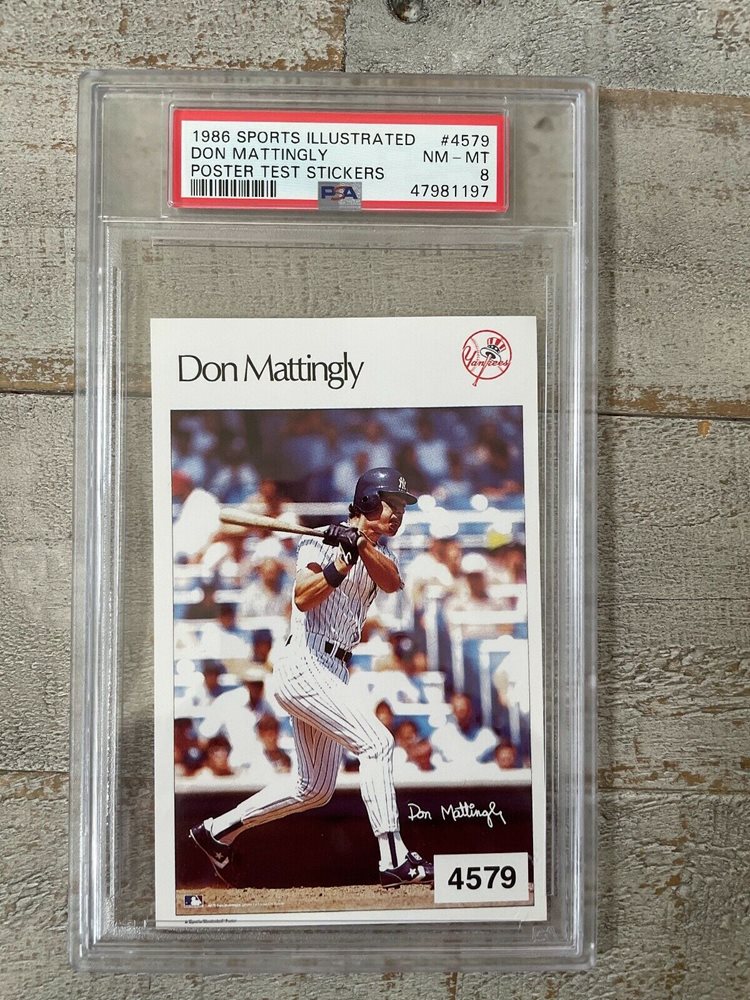 1986 SPORTS ILLUSTRATED #4579
DON MATTINGLY NM-MT
POSTER TEST STICKERS 8
PSA 47981197
Don Mattingly
Yankees
NY
Don Mattingly
4579